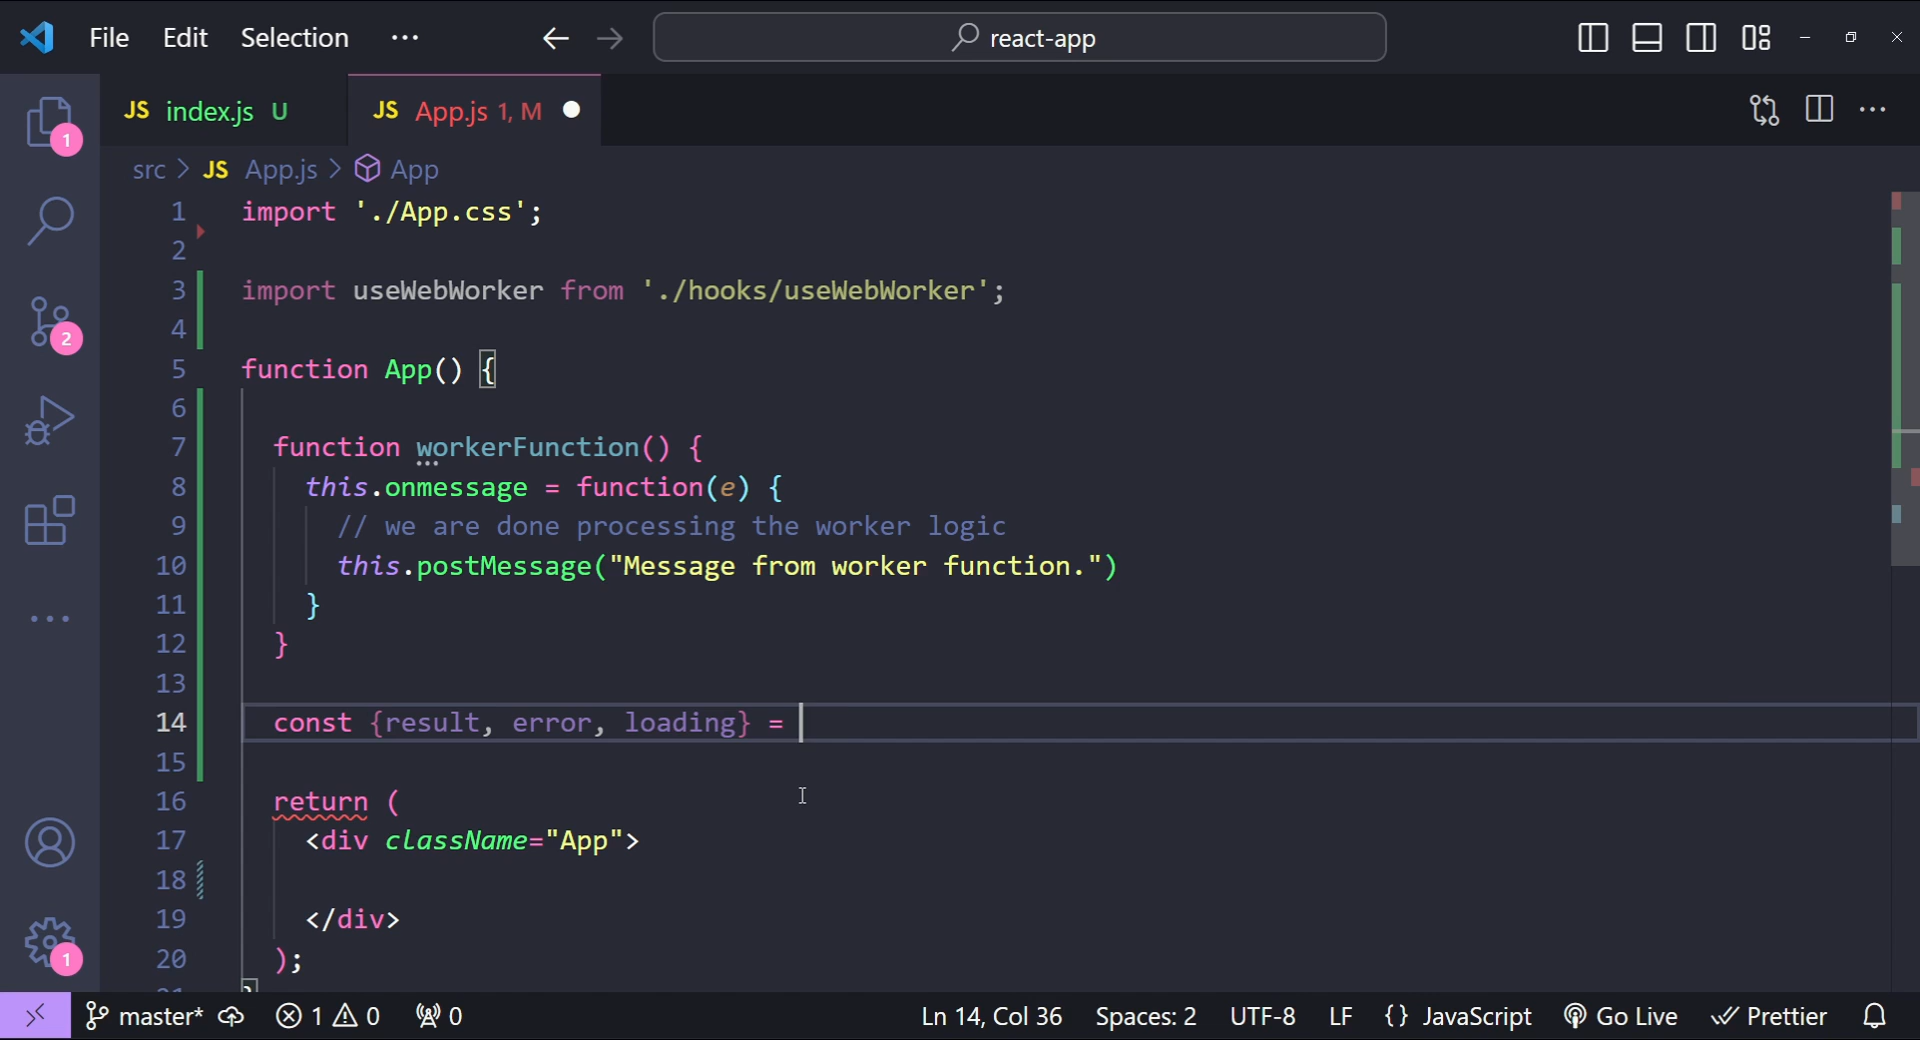 File Edit Selection ··· react-app
JS index.js U JS App.js 1, M
src > JS App.js > App
1 import './App.css';
2
3 import useWebWorker from './hooks/useWebWorker';
4
5 function App() {
6
7 function workerFunction() {
8 this.onmessage = function(e) {
9 // we are done processing the worker logic
10 this.postMessage("Message from worker function.")
11 }
12 }
13
14 const {result, error, loading} =
15
16 return (
17 <div className="App">
18
19 </div>
20 );
1
2
1
master* 1 0 0 Ln 14, Col 36 Spaces: 2 UTF-8 LF {} JavaScript Go Live Prettier